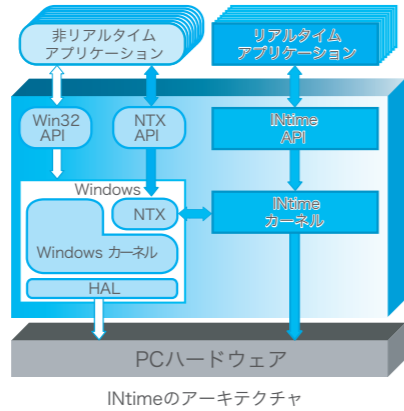 非リアルタイム
アプリケーション
リアルタイム
アプリケーション
Win32
API
NTX
API
INtime
API
Windows
NTX
INtime
カーネル
Windows カーネル
HAL
PCハードウェア
INtimeのアーキテクチャ